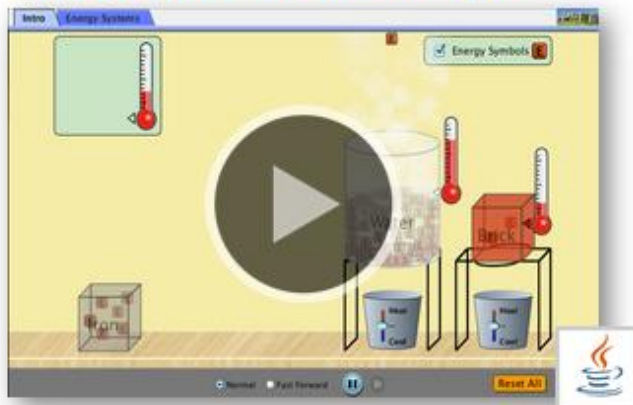 Intro Energy Systems
Energy Symbols E
Water
Brick
Iron
Heat Heat
Cool Cool
Normal Fast Forward Reset All